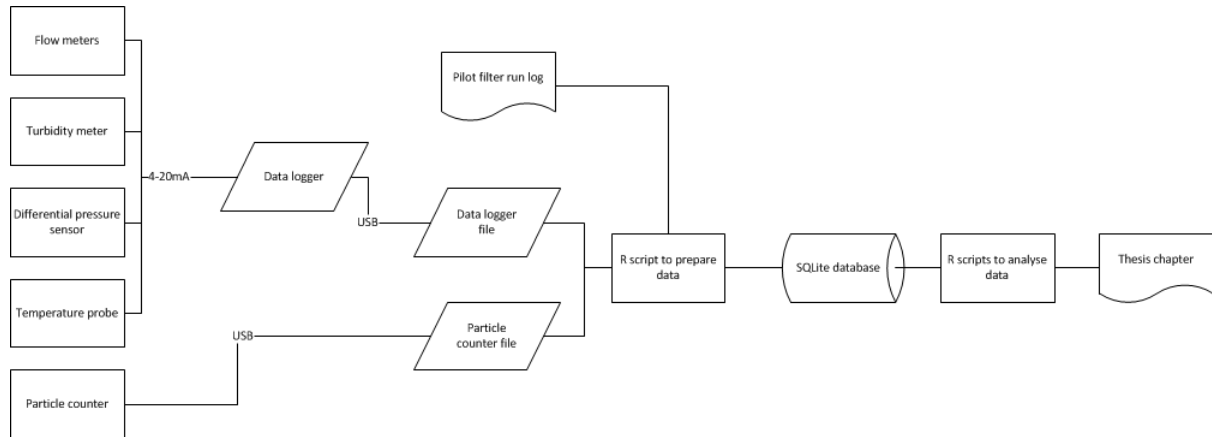 Flow meters
Turbidity meter
Differential pressure
sensor
Temperature probe
Particle counter
4-20mA
Data logger
USB
USB
Pilot filter run log
Data logger
file
Particle
counter file
R script to prepare
data
SQLite database
R scripts to analyse
data
Thesis chapter